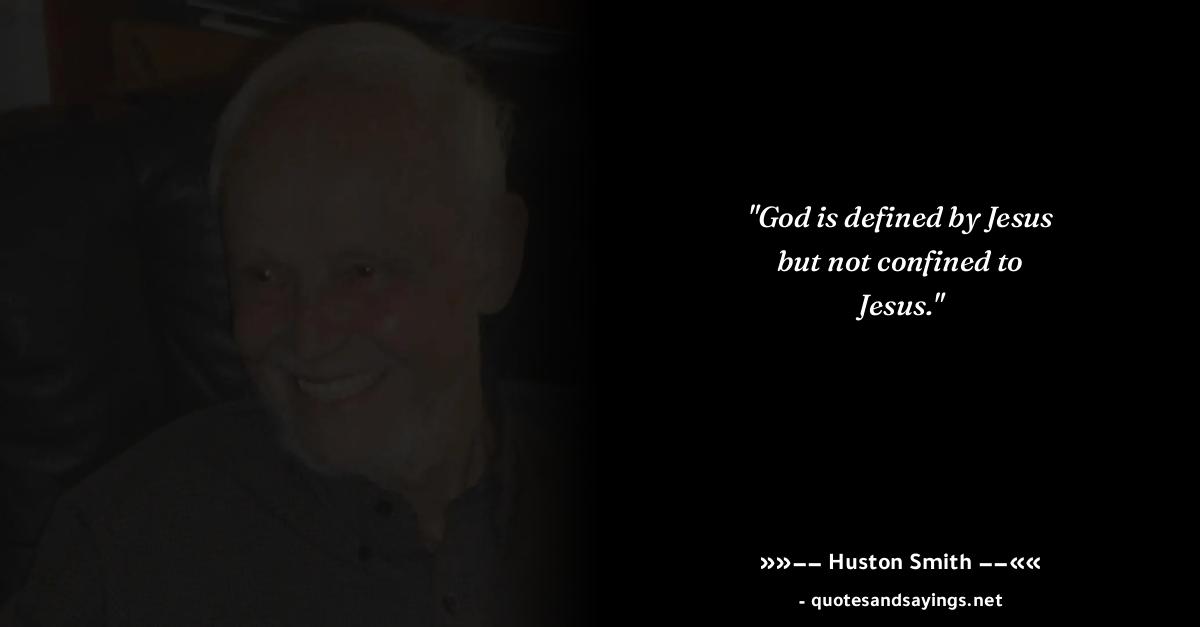 "God is defined by Jesus
but not confined to
Jesus."
»»–– Huston Smith ––««
- quotesandsayings.net